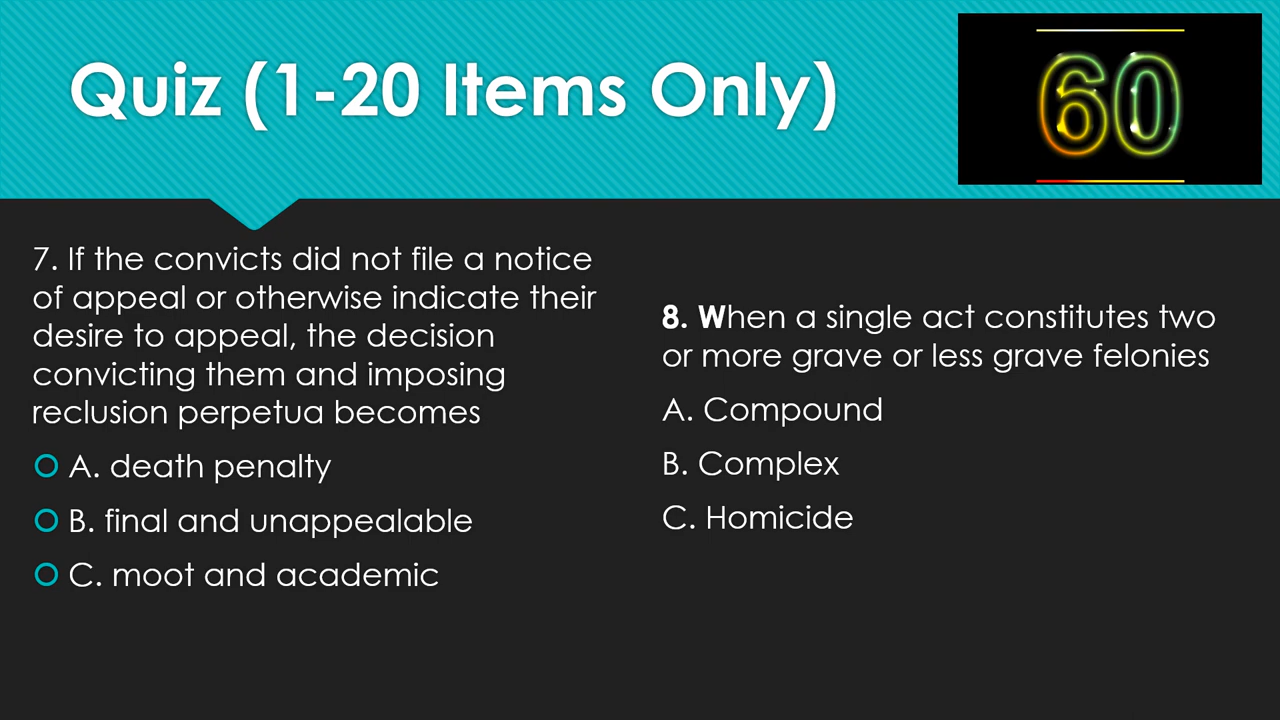 Quiz (1-20 Items Only)
60
7. If the convicts did not file a notice
of appeal or otherwise indicate their
desire to appeal, the decision
convicting them and imposing
reclusion perpetua becomes
A. death penalty
B. final and unappealable
C. moot and academic
8. When a single act constitutes two
or more grave or less grave felonies
A. Compound
B. Complex
C. Homicide